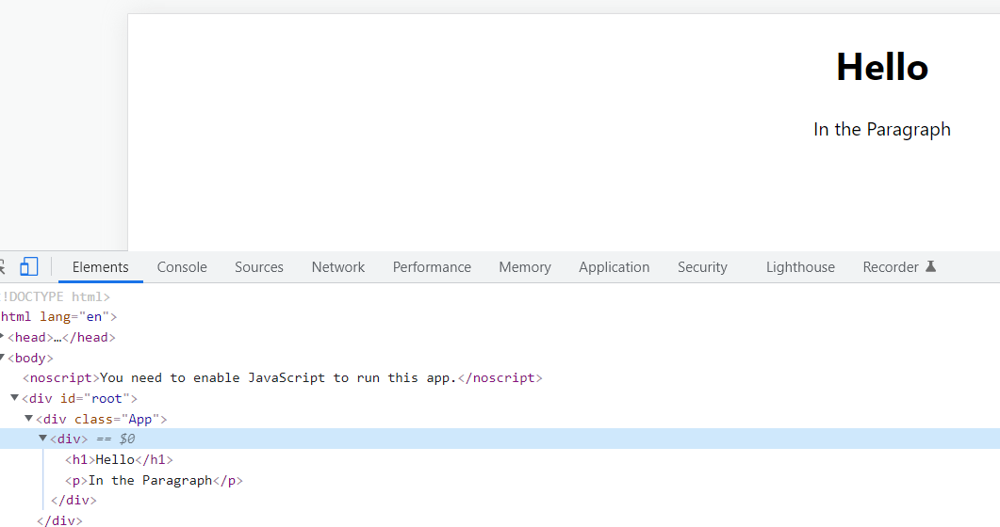 Hello
In the Paragraph
Elements Console Sources Network Performance Memory Application Security Lighthouse Recorder
!DOCTYPE html>
html lang="en">
<head>…</head>
<body>
<noscript>You need to enable JavaScript to run this app.</noscript>
<div id="root">
<div class="App">
<div> == $0
<h1>Hello</h1>
<p>In the Paragraph</p>
</div>
</div>